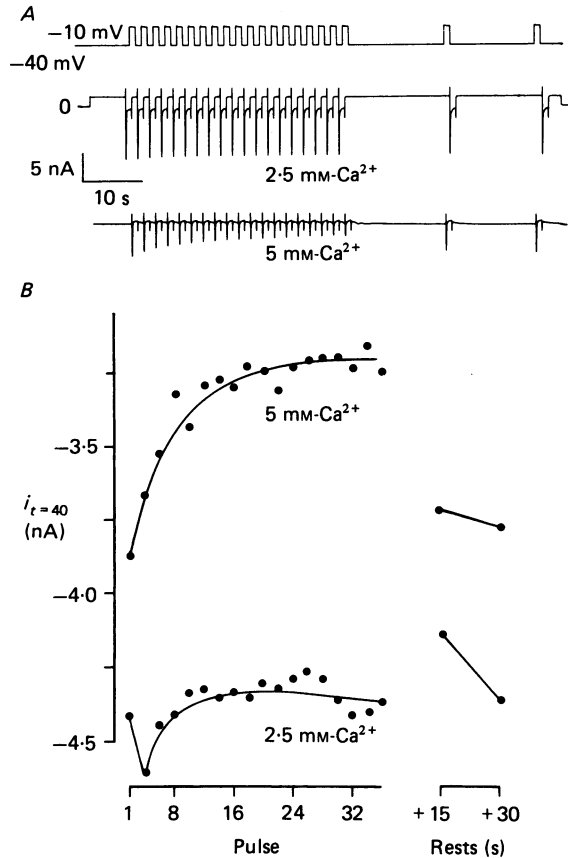 A
−10 mV
−40 mV
0
5 nA
10 s
2·5 mM-Ca²⁺
5 mM-Ca²⁺
B
5 mM-Ca²⁺
−3.5
i t = 40
(nA)
−4.0
2.5 mM-Ca²⁺
−4.5
1 8 16 24 32 + 15 + 30
Pulse Rests (s)